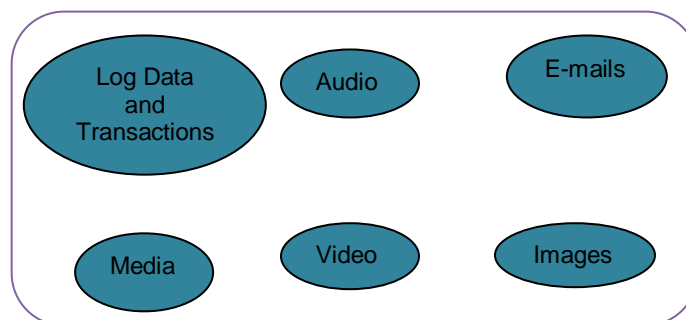 Log Data
and
Transactions
Audio
E-mails
Media
Video
Images